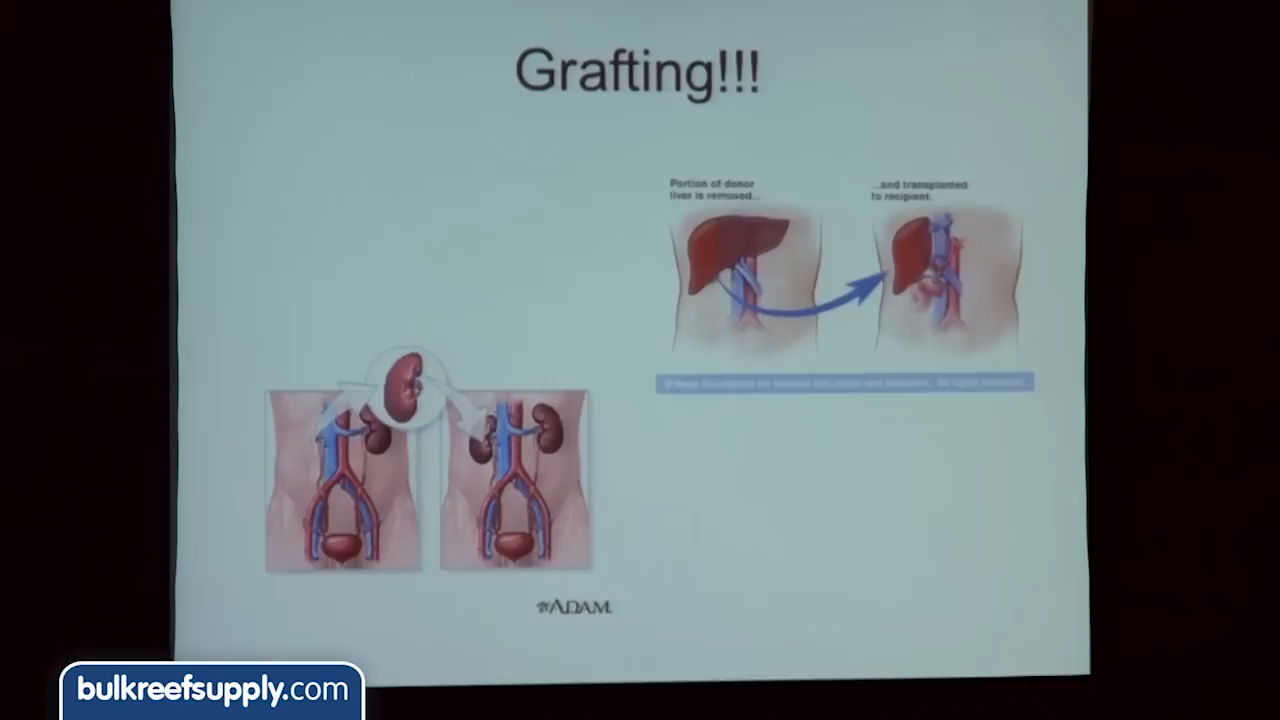 Grafting!!!
Portion of donor
liver is removed...
...and transplanted
to recipient.
ADAM.
bulkreefsupply.com